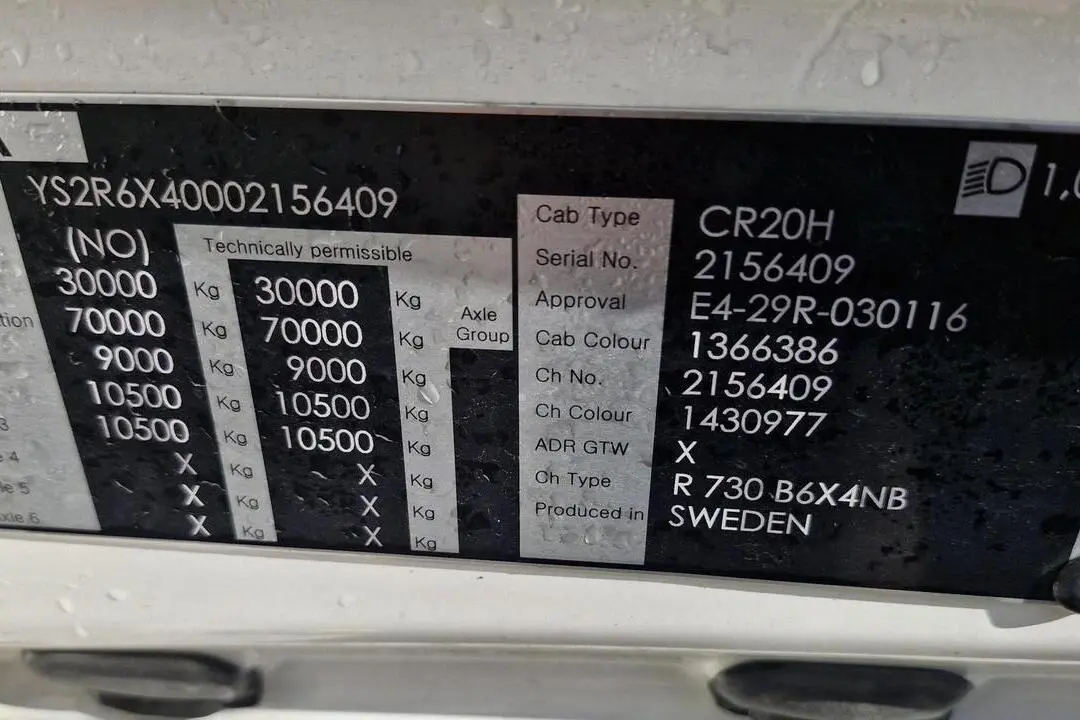 YS2R6X40002156409
(NO)
Technically permissible
30000 Kg 30000 Kg
70000 Kg 70000 Kg
Axle
Group
9000 Kg 9000 Kg
10500 Kg 10500 Kg
10500 Kg 10500 Kg
X Kg X Kg
X Kg X Kg
X Kg X Kg
Cab Type CR20H
Serial No. 2156409
Approval E4-29R-030116
Cab Colour 1366386
Ch No. 2156409
Ch Colour 1430977
ADR GTW X
Ch Type R 730 B6X4NB
Produced in SWEDEN